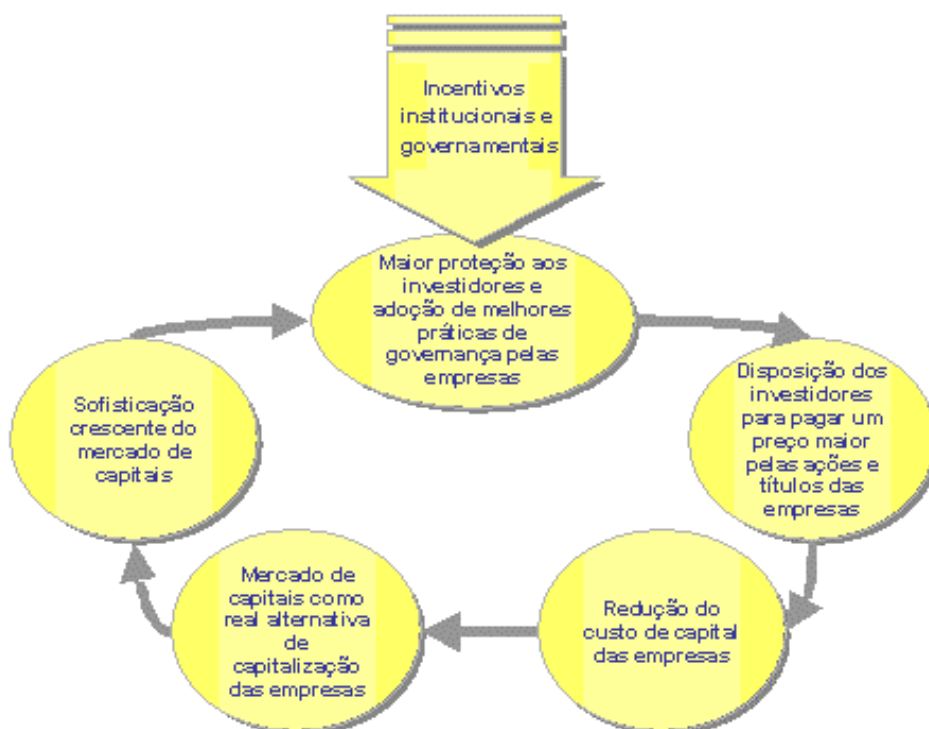 Incentivos
institucionais e
governamentais
Maior proteção aos
investidores e
adoção de melhores
práticas de
governança pelas
empresas
Disposição dos
investidores
para pagar um
preço maior
pelas ações e
títulos das
empresas
Redução do
custo de capital
das empresas
Mercado de
capitais como
real alternativa
de
capitalização
das empresas
Sofisticação
crescente do
mercado de
capitais